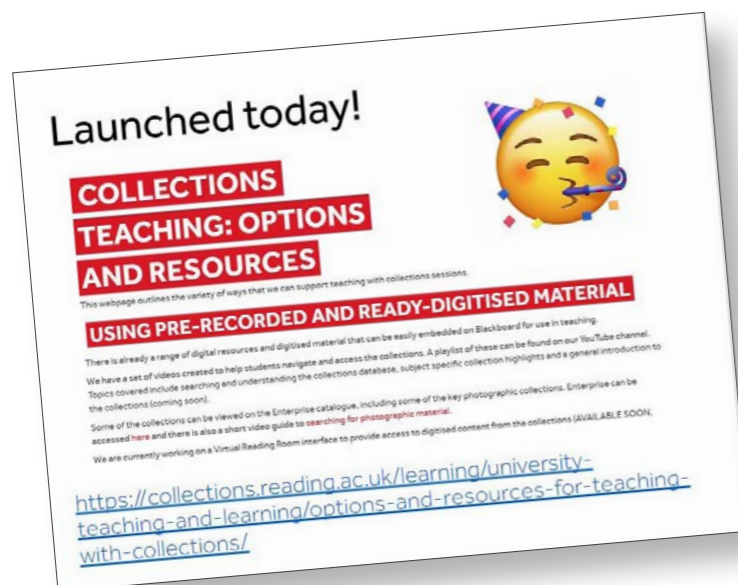 Launched today!
COLLECTIONS
TEACHING: OPTIONS
AND RESOURCES
This webpage outlines the variety of ways that we can support teaching with collections sessions.
USING PRE-RECORDED AND READY-DIGITISED MATERIAL
There is already a range of digital resources and digitised material that can be easily embedded on Blackboard for use in teaching.
We have a set of videos created to help students navigate and access the collections. A playlist of these can be found on our YouTube channel.
Topics covered include searching and understanding the collections database, subject specific collection highlights and a general introduction to
the collections (coming soon).
Some of the collections can be viewed on the Enterprise catalogue, including some of the key photographic collections. Enterprise can be
accessed here and there is also a short video guide to searching for photographic material.
We are currently working on a Virtual Reading Room interface to provide access to digitised content from the collections (AVAILABLE SOON,
https://collections.reading.ac.uk/learning/university-
teaching-and-learning/options-and-resources-for-teaching-
with-collections/